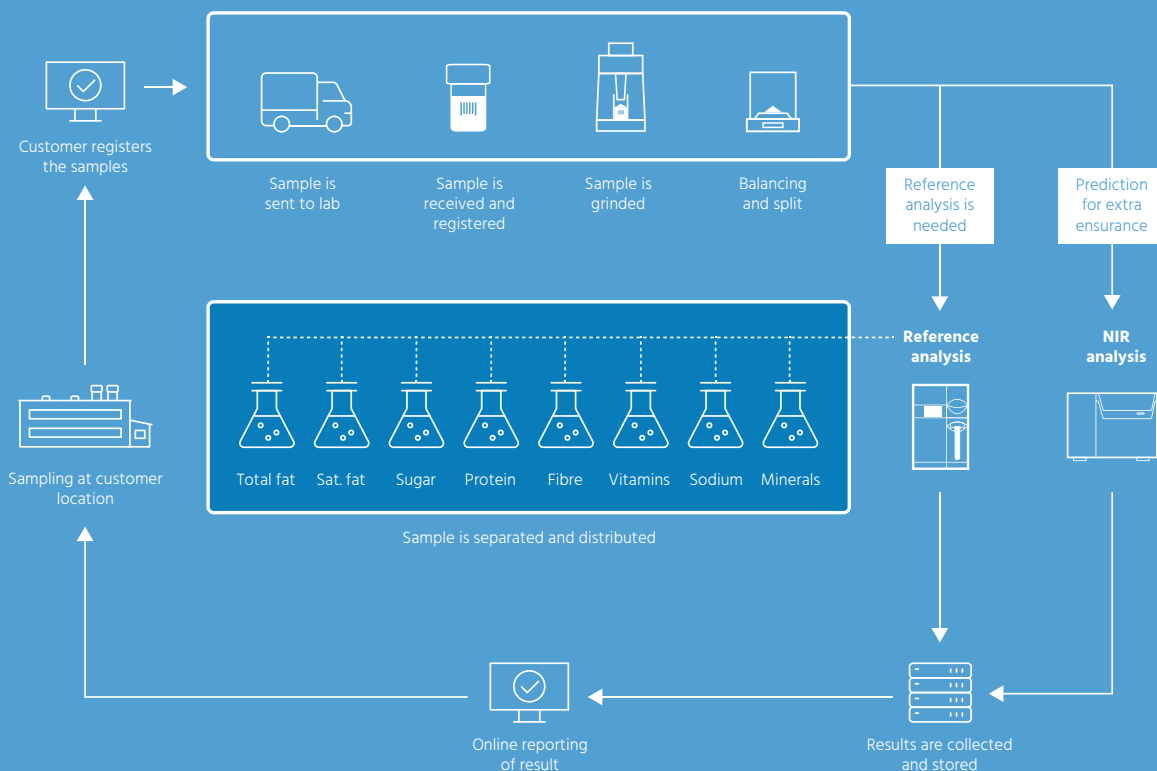 Customer registers
the samples
Sample is
sent to lab
Sample is
received and
registered
Sample is
grinded
Balancing
and split
Reference
analysis is
needed
Prediction
for extra
ensurance
Reference
analysis
NIR
analysis
Total fat
Sat. fat
Sugar
Protein
Fibre
Vitamins
Sodium
Minerals
Sampling at customer
location
Sample is separated and distributed
Online reporting
of result
Results are collected
and stored